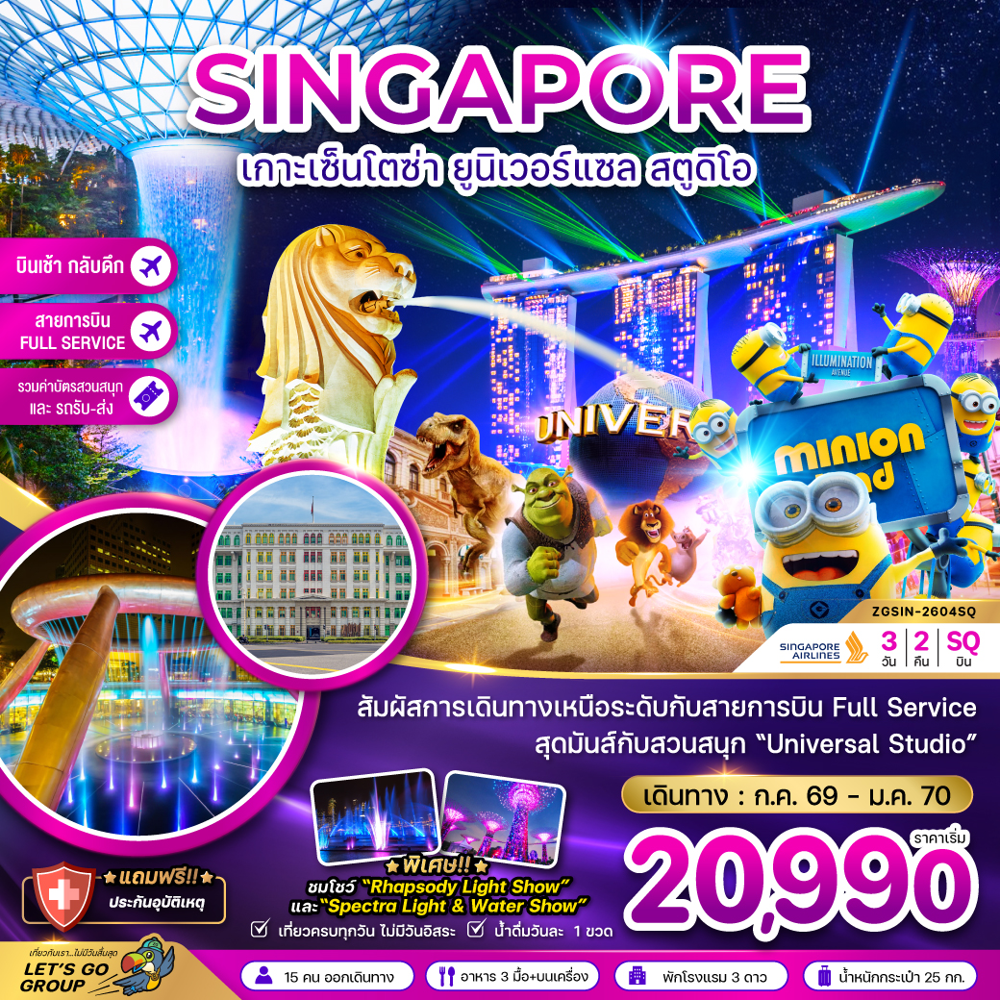 SINGAPORE
เกาะเซ็นโตซ่า ยูนิเวอร์แซล สตูดิโอ
บินเช้า กลับดึก
สายการบิน
FULL SERVICE
รวมค่าบัตรสวนสนุก
และ รถรับ-ส่ง
UNIVER
ILLUMINATION
AVENUE
minion
ZGSIN-2604SQ
SINGAPORE
AIRLINES
3 2 SQ
วัน คืน บิน
สัมผัสการเดินทางเหนือระดับกับสายการบิน Full Service
สุดมันส์กับสวนสนุก “Universal Studio”
เดินทาง : ก.ค. 69 - ม.ค. 70
ราคาเริ่ม
20,990
พิเศษ!!
ชมโชว์ “Rhapsody Light Show”
และ “Spectra Light & Water Show”
แถมฟรี!!
ประกันอุบัติเหตุ
เที่ยวครบทุกวัน ไม่มีวันอิสระ น้ำดื่มวันละ 1 ขวด
เที่ยวกับเรา...ไม่มีวันสิ้นสุด
LET'S GO
GROUP
15 คน ออกเดินทาง
อาหาร 3 มื้อ+บนเครื่อง
พักโรงแรม 3 ดาว
น้ำหนักกระเป๋า 25 กก.